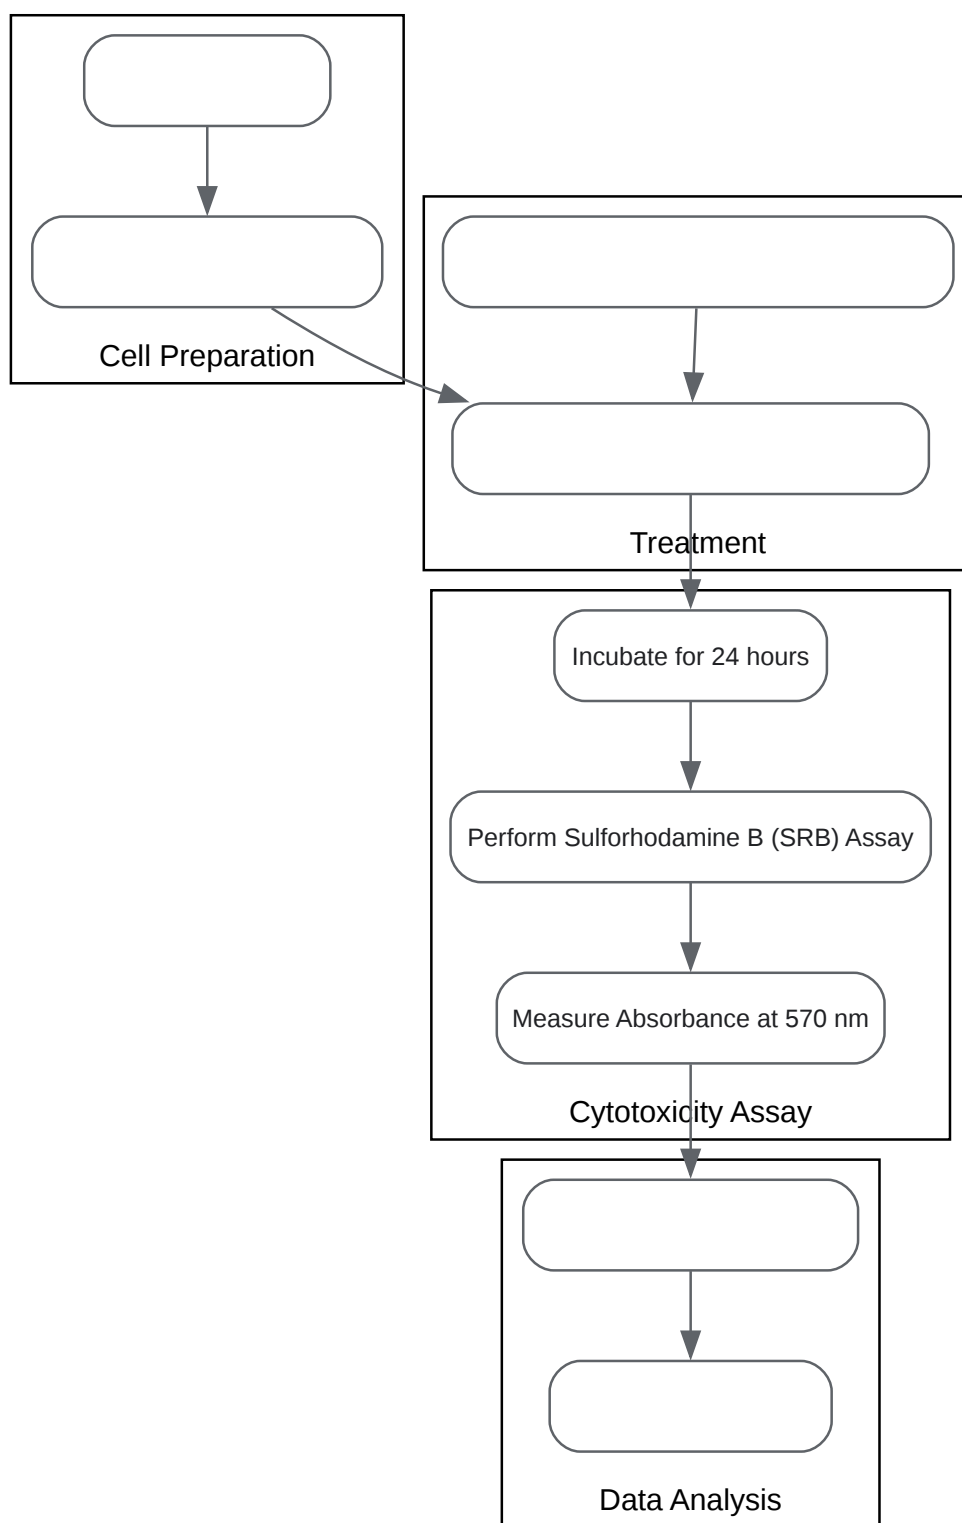 Cell Preparation
Treatment
Incubate for 24 hours
Perform Sulforhodamine B (SRB) Assay
Measure Absorbance at 570 nm
Cytotoxicity Assay
Data Analysis